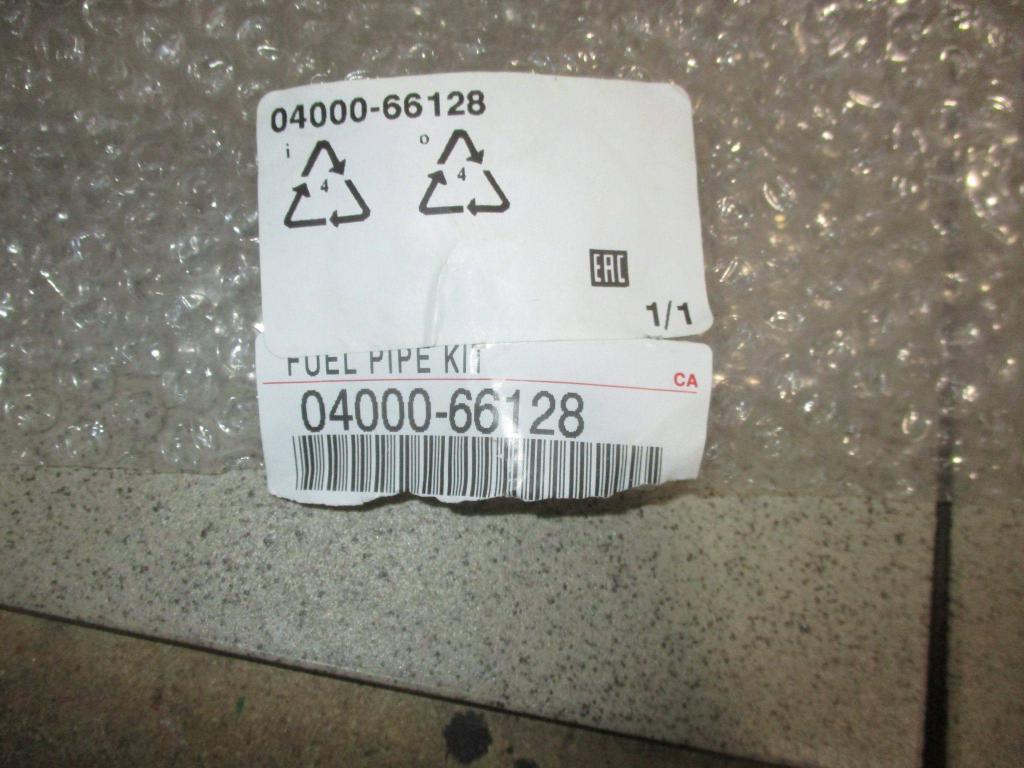 04000-66128
i o
4 4
EAC
1/1
FUEL PIPE KIT
CA
04000-66128